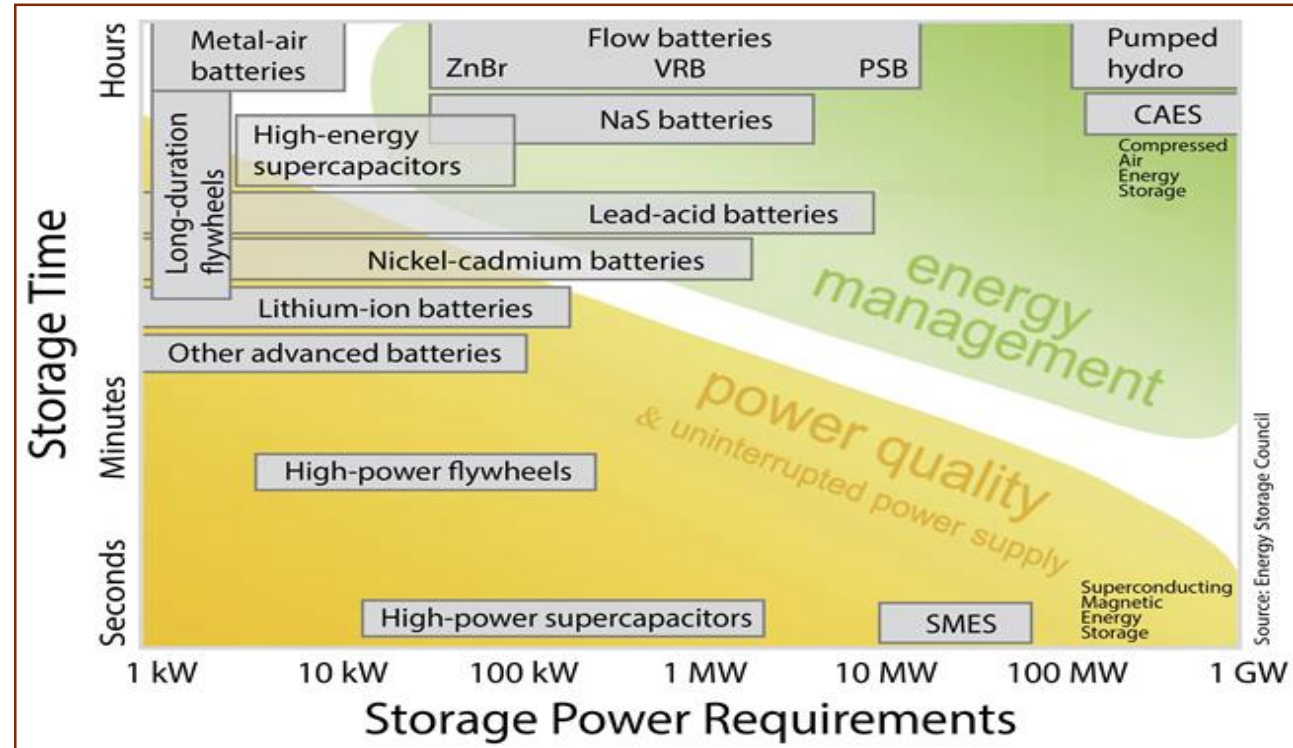 Storage Time
Hours
Minutes
Seconds
Metal-air
batteries
Flow batteries
ZnBr VRB PSB
Pumped
hydro
Long-duration
flywheels
High-energy
supercapacitors
NaS batteries
CAES
Compressed
Air
Energy
Storage
Lead-acid batteries
Nickel-cadmium batteries
Lithium-ion batteries
Other advanced batteries
energy
management
power quality
& uninterrupted power supply
High-power flywheels
High-power supercapacitors
SMES
Superconducting
Magnetic
Energy
Storage
1 kW 10 kW 100 kW 1 MW 10 MW 100 MW 1 GW
Storage Power Requirements
Source: Energy Storage Council